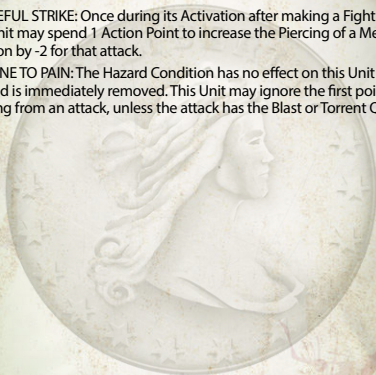 EFUL STRIKE: Once during its Activation after making a Fight
nit may spend 1 Action Point to increase the Piercing of a Me
on by -2 for that attack.
NE TO PAIN: The Hazard Condition has no effect on this Unit
d is immediately removed. This Unit may ignore the first poi
ng from an attack, unless the attack has the Blast or Torrent Q